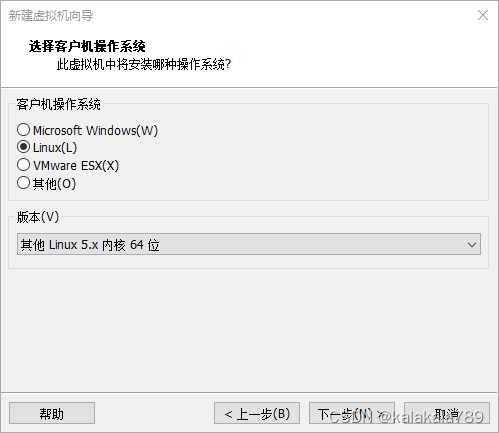 新建虚拟机向导
选择客户机操作系统
此虚拟机中将安装哪种操作系统?
客户机操作系统
Microsoft Windows(W)
Linux(L)
VMware ESX(X)
其他(O)
版本(V)
其他 Linux 5.x 内核 64 位
帮助
< 上一步(B)
下一步(N) >
取消
CSDN @kalakala789